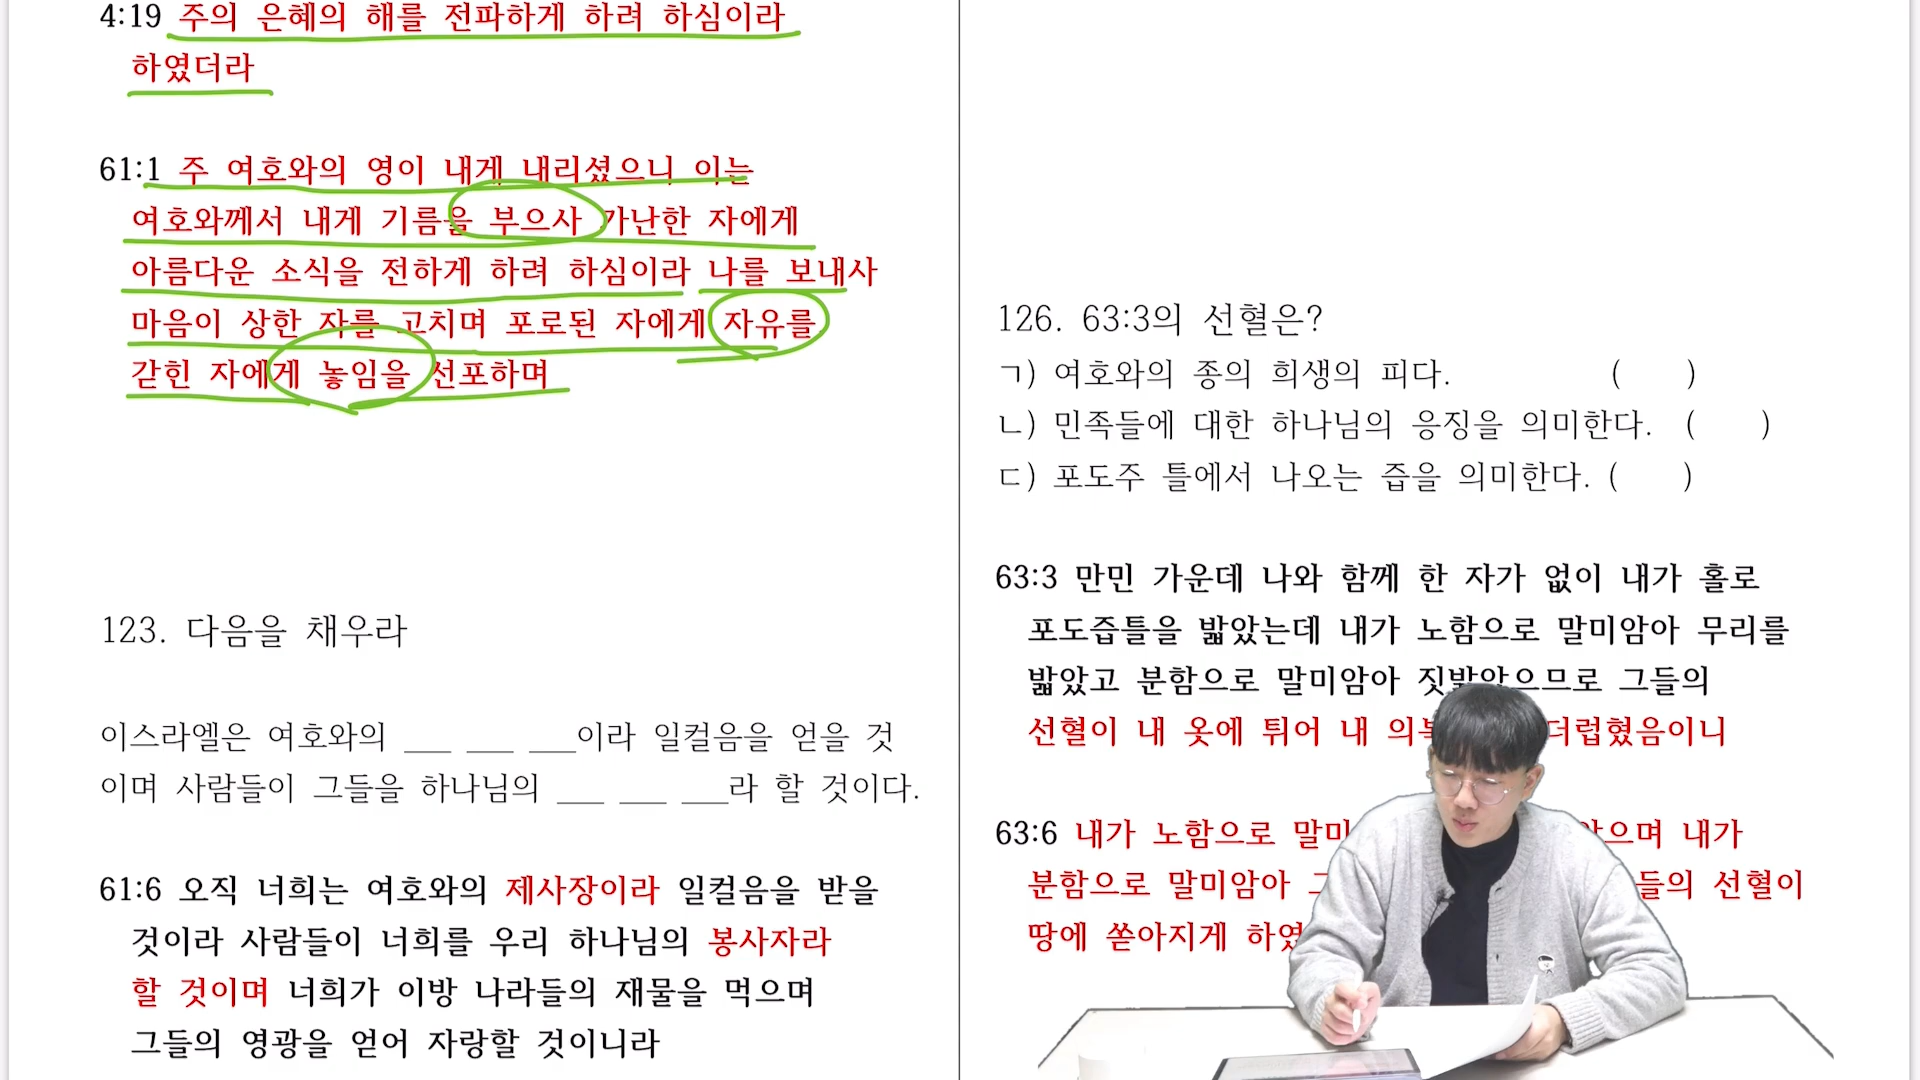 4:19 주의 은혜의 해를 전파하게 하려 하심이라
하였더라
61:1 주 여호와의 영이 내게 내리셨으니 이는
여호와께서 내게 기름을 부으사 가난한 자에게
아름다운 소식을 전하게 하려 하심이라 나를 보내사
마음이 상한 자를 고치며 포로된 자에게 자유를
갇힌 자에게 놓임을 선포하며
123. 다음을 채우라
이스라엘은 여호와의 ___ ___ ___이라 일컬음을 얻을 것
이며 사람들이 그들을 하나님의 ___ ___ ___라 할 것이다.
61:6 오직 너희는 여호와의 제사장이라 일컬음을 받을
것이라 사람들이 너희를 우리 하나님의 봉사자라
할 것이며 너희가 이방 나라들의 재물을 먹으며
그들의 영광을 얻어 자랑할 것이니라
126. 63:3의 선혈은?
ㄱ) 여호와의 종의 희생의 피다. ( )
ㄴ) 민족들에 대한 하나님의 응징을 의미한다. ( )
ㄷ) 포도주 틀에서 나오는 즙을 의미한다. ( )
63:3 만민 가운데 나와 함께 한 자가 없이 내가 홀로
포도즙틀을 밟았는데 내가 노함으로 말미암아 무리를
밟았고 분함으로 말미암아 짓밟았으므로 그들의
선혈이 내 옷에 튀어 내 더럽혔음이니
63:6 내가 노함으로 내가
분함으로 말미암아 선혈이
땅에 쏟아지게